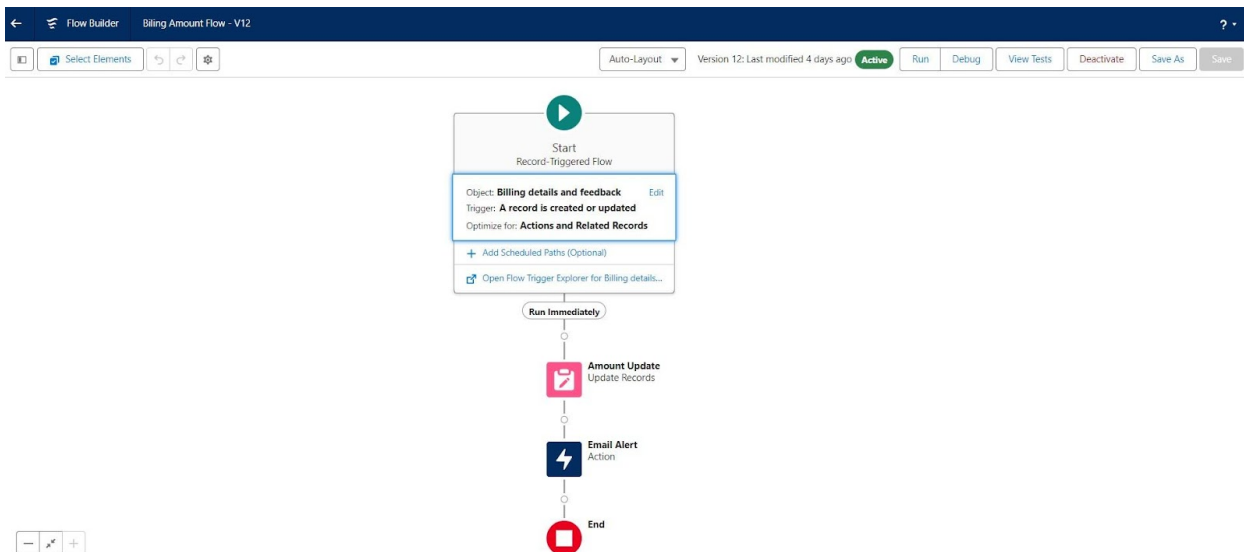 Flow Builder Biling Amount Flow - V12 ?
Select Elements Auto-Layout Version 12: Last modified 4 days ago Active Run Debug View Tests Deactivate Save As Save
Start
Record-Triggered Flow
Object: Billing details and feedback Edit
Trigger: A record is created or updated
Optimize for: Actions and Related Records
+ Add Scheduled Paths (Optional)
Open Flow Trigger Explorer for Billing details...
Run Immediately
Amount Update
Update Records
Email Alert
Action
End